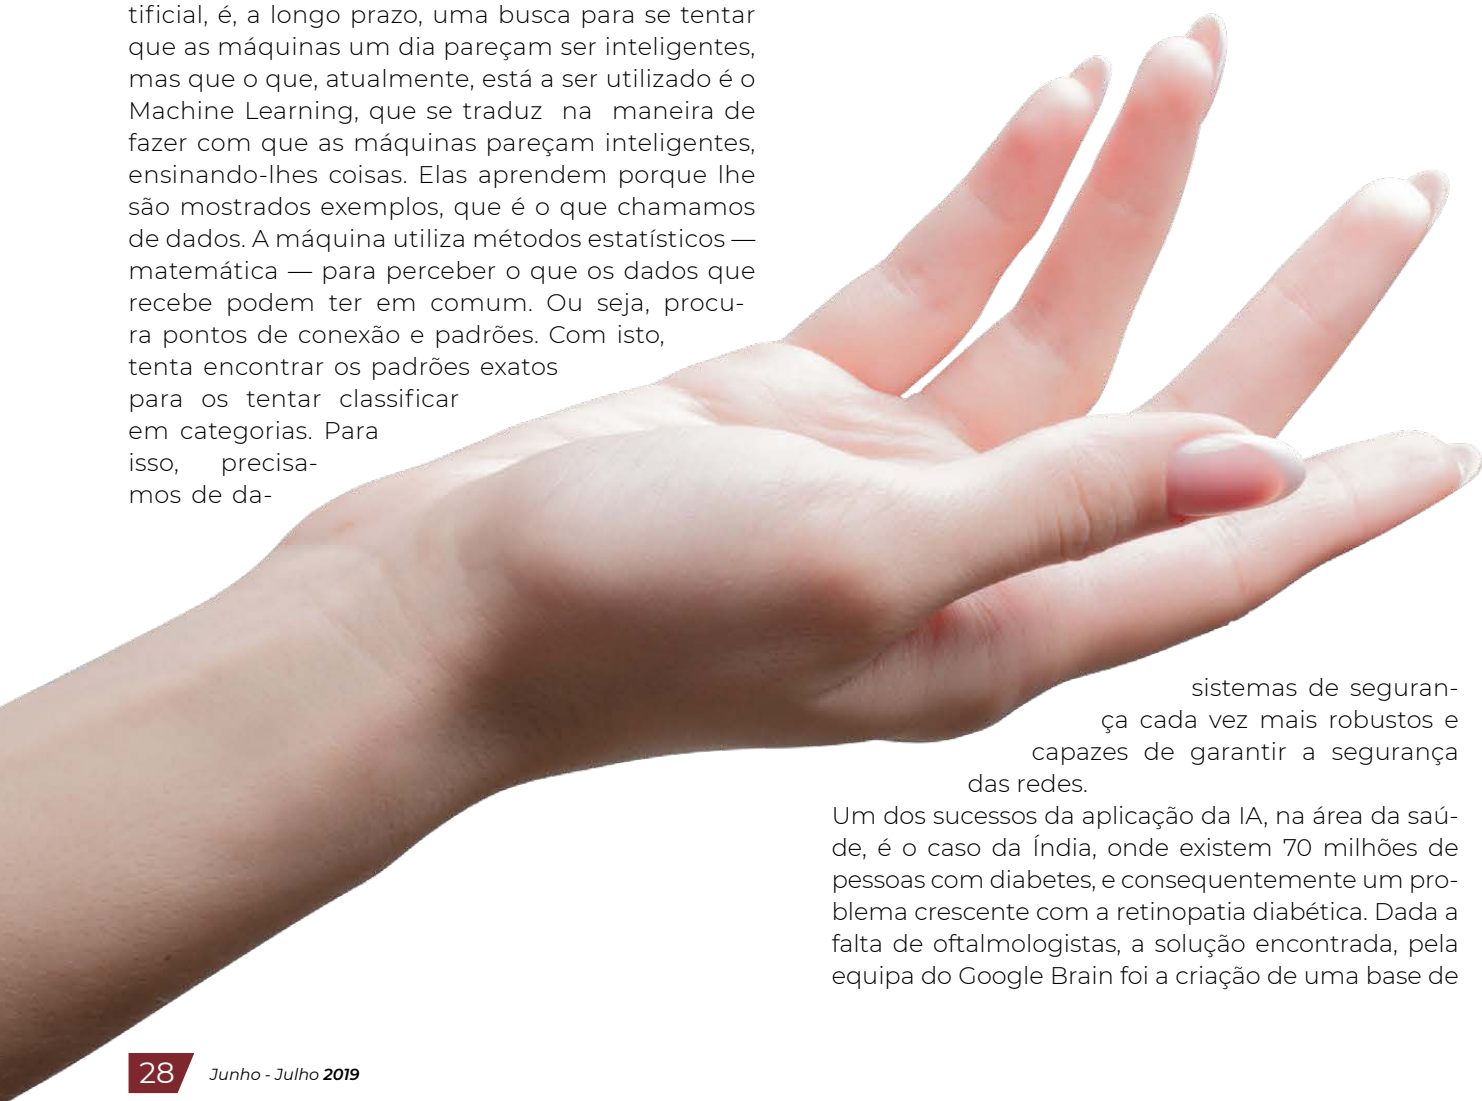 tificial, é, a longo prazo, uma busca para se tentar
que as máquinas um dia pareçam ser inteligentes,
mas que o que, atualmente, está a ser utilizado é o
Machine Learning, que se traduz na maneira de
fazer com que as máquinas pareçam inteligentes,
ensinando-lhes coisas. Elas aprendem porque lhe
são mostrados exemplos, que é o que chamamos
de dados. A máquina utiliza métodos estatísticos —
matemática — para perceber o que os dados que
recebe podem ter em comum. Ou seja, procu-
ra pontos de conexão e padrões. Com isto,
tenta encontrar os padrões exatos
para os tentar classificar
em categorias. Para
isso, precisa-
mos de da-
sistemas de seguran-
ça cada vez mais robustos e
capazes de garantir a segurança
das redes.
Um dos sucessos da aplicação da IA, na área da saú-
de, é o caso da Índia, onde existem 70 milhões de
pessoas com diabetes, e consequentemente um pro-
blema crescente com a retinopatia diabética. Dada a
falta de oftalmologistas, a solução encontrada, pela
equipa do Google Brain foi a criação de uma base de
28 Junho - Julho 2019